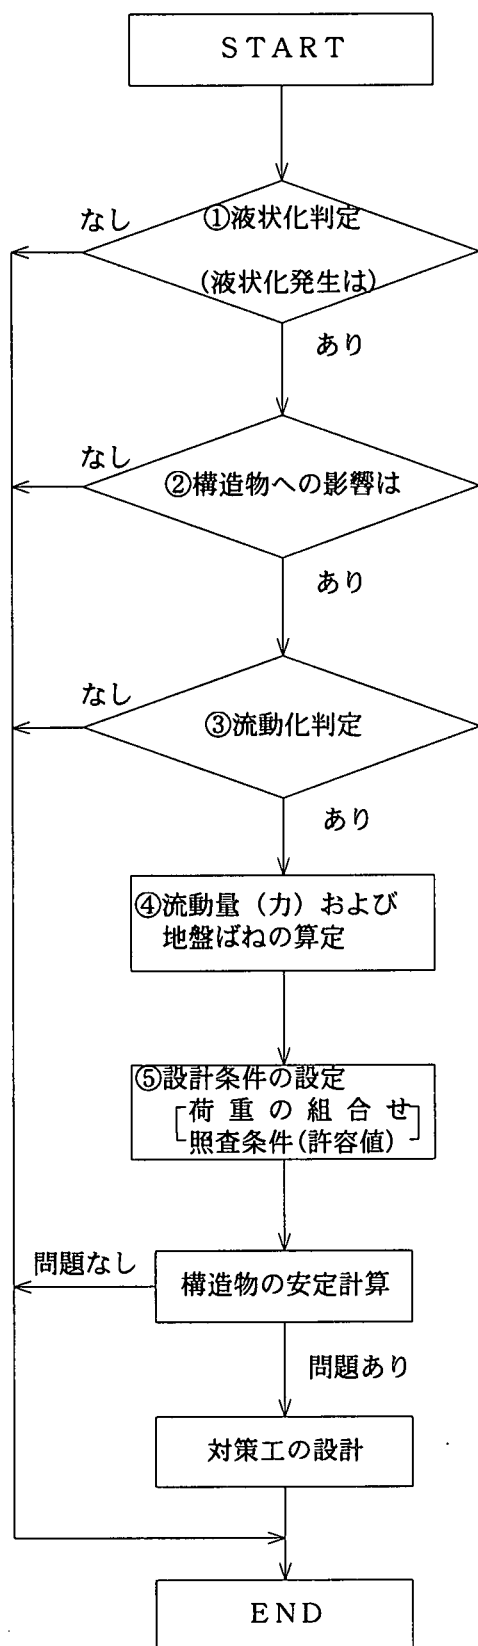 START
なし
①液状化判定
(液状化発生は)
あり
なし
②構造物への影響は
あり
なし
③流動化判定
あり
④流動量（力）および
地盤ばねの算定
⑤設計条件の設定
荷重の組合せ
照査条件(許容値)
問題なし
構造物の安定計算
問題あり
対策工の設計
END